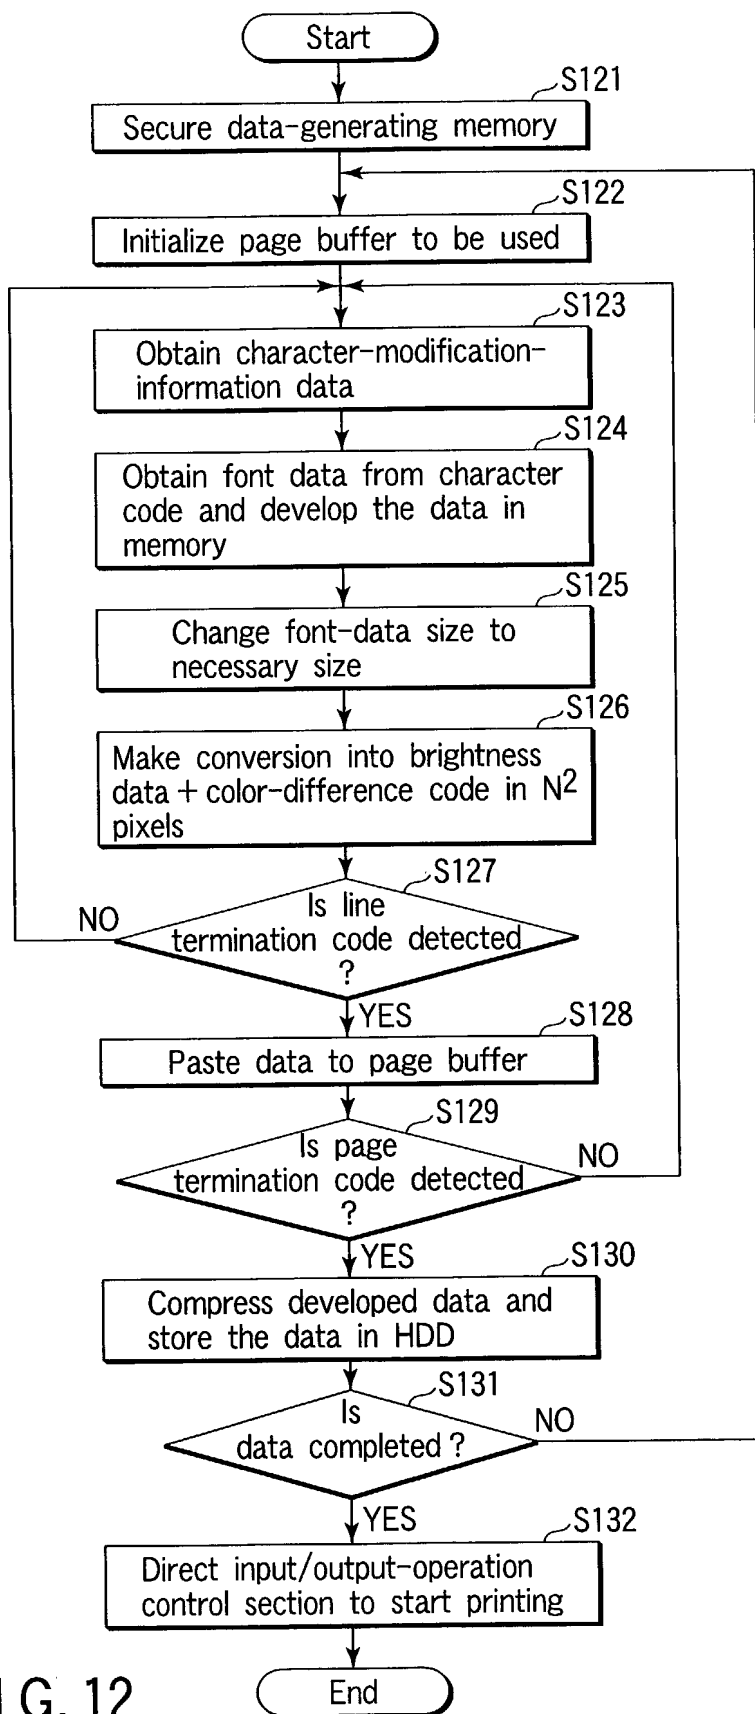 Start
S121
Secure data-generating memory
S122
Initialize page buffer to be used
S123
Obtain character-modification-
information data
S124
Obtain font data from character
code and develop the data in
memory
S125
Change font-data size to
necessary size
S126
Make conversion into brightness
data + color-difference code in N²
pixels
S127
Is line
termination code detected
?
NO
YES
S128
Paste data to page buffer
S129
Is page
termination code detected
?
NO
YES
S130
Compress developed data and
store the data in HDD
S131
Is
data completed ?
NO
YES
S132
Direct input/output-operation
control section to start printing
End
I G. 12